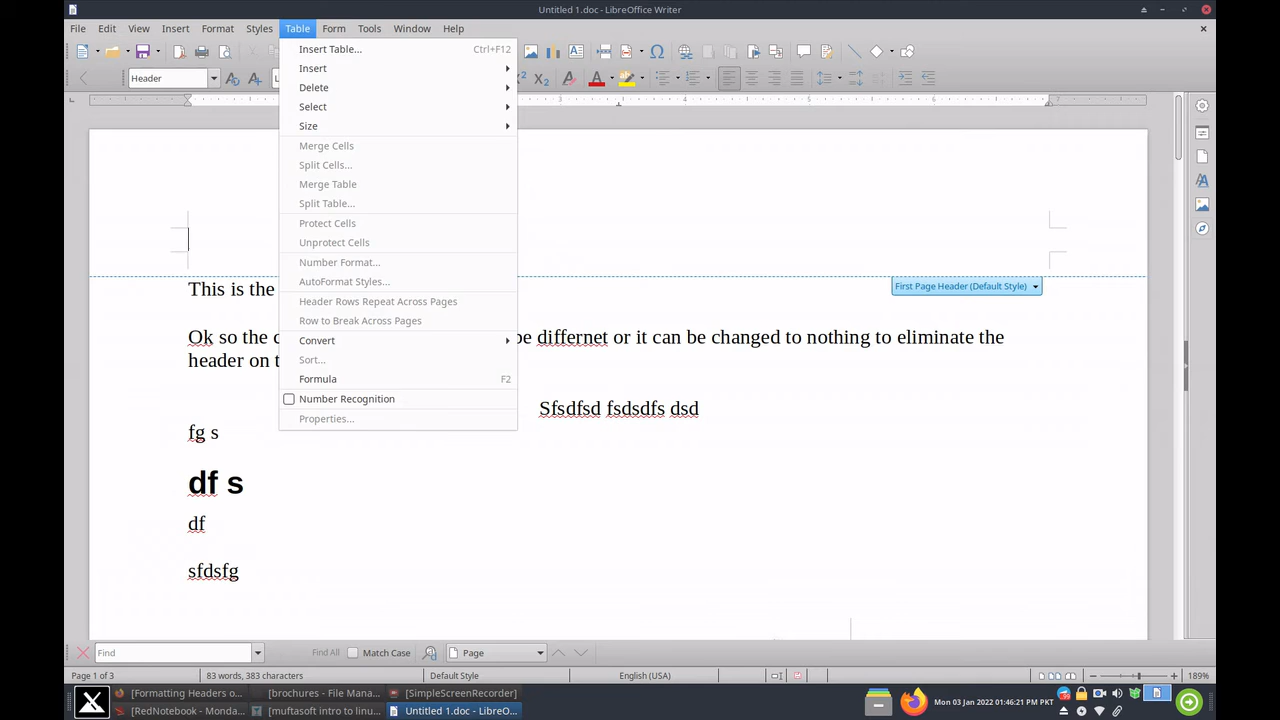 Untitled 1.doc - LibreOffice Writer
File Edit View Insert Format Styles Table Form Tools Window Help
Header
Insert Table... Ctrl+F12
Insert
Delete
Select
Size
Merge Cells
Split Cells...
Merge Table
Split Table...
Protect Cells
Unprotect Cells
Number Format...
AutoFormat Styles...
Header Rows Repeat Across Pages
Row to Break Across Pages
Convert
Sort...
Formula F2
Number Recognition
Properties...
4 5 6 7
This is the
First Page Header (Default Style)
Ok so the be differnet or it can be changed to nothing to eliminate the
header on
Sfsdfsd fsdsdfs dsd
fg s
df s
df
sfdsfg
Find Find All Match Case Page
Page 1 of 3 83 words, 383 characters Default Style English (USA) 189%
[Formatting Headers o... [brochures - File Mana... [SimpleScreenRecorder]
[RedNotebook - Monda... [muftasoft intro to linu... Untitled 1.doc - LibreO...
Mon 03 Jan 2022 01:46:21 PM PKT